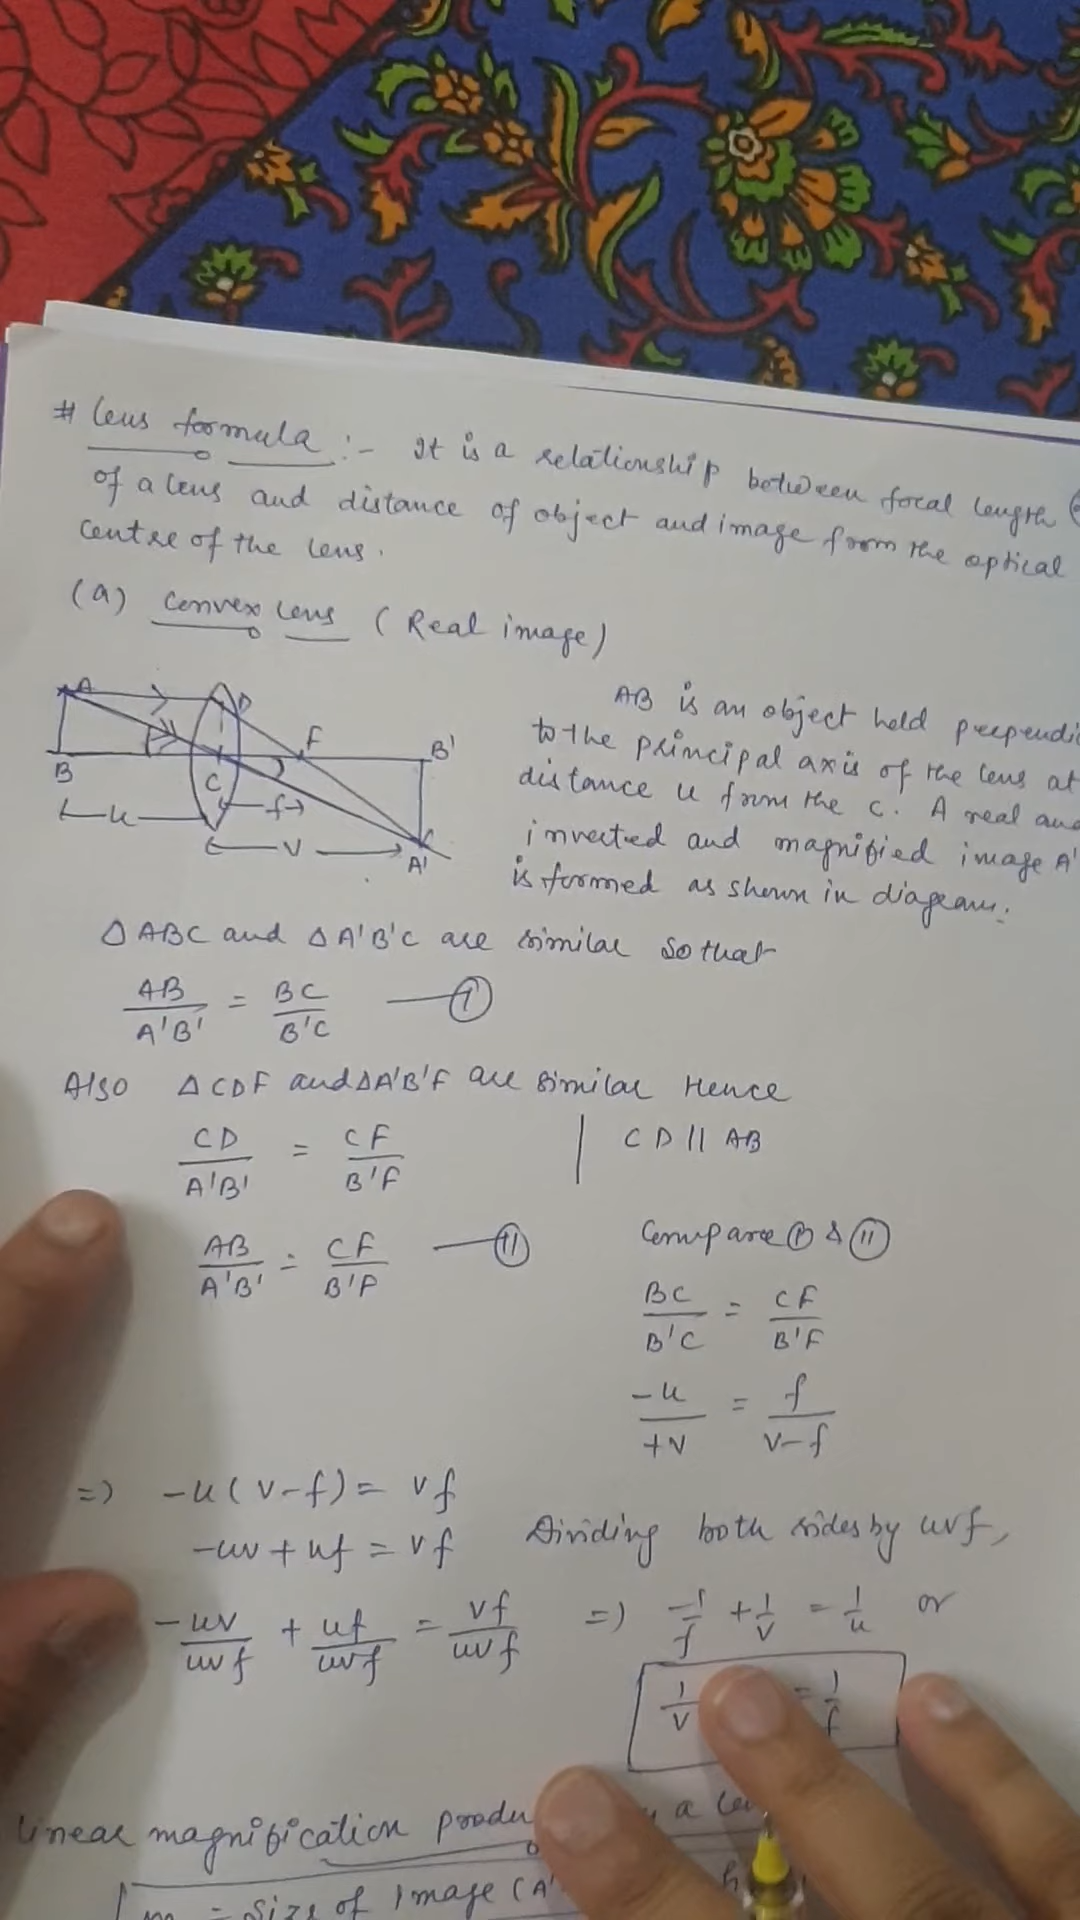 # Lens formula :- It is a relationship between focal length
of a lens and distance of object and image from the optical
centre of the lens.
(a) Convex lens (Real image)
A
D
F
B'
B
C
u
f
v
A'
AB is an object held perpendi
to the principal axis of the lens at
distance u from the C. A real and
inverted and magnified image A'
is formed as shown in diagram.
Δ ABC and Δ A'B'C are similar so that
AB/A'B' = BC/B'C — (I)
Also Δ CDF and Δ A'B'F are similar Hence
CD/A'B' = CF/B'F | CD || AB
AB/A'B' = CF/B'F — (II)
Compare (I) & (II)
BC/B'C = CF/B'F
-u/+v = f/v-f
=) -u(v-f) = vf
-uv + uf = vf Dividing both sides by uvf,
-uv/uvf + uf/uvf = vf/uvf =) -1/f + 1/v = 1/u or
1/v = 1/f
Linear magnification produ a le
m = Size of Image (A' h